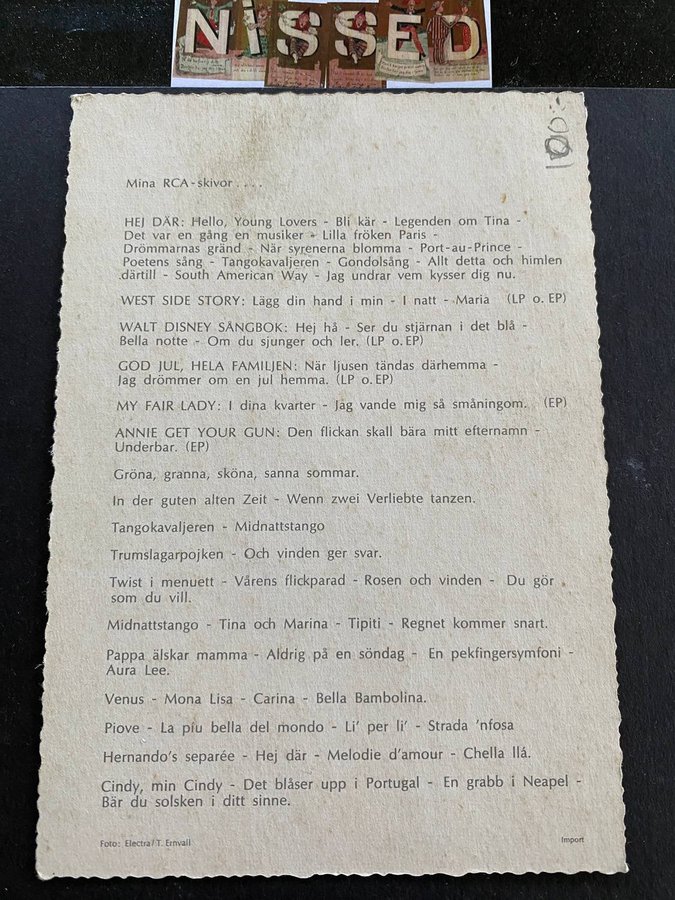 NiSSED
100:-
Mina RCA-skivor . . . .
HEJ DÄR: Hello, Young Lovers - Bli kär - Legenden om Tina -
Det var en gång en musiker - Lilla fröken Paris -
Drömmarnas gränd - När syrenerna blomma - Port-au-Prince -
Poetens sång - Tangokavaljeren - Gondolsång - Allt detta och himlen
därtill - South American Way - Jag undrar vem kysser dig nu.
WEST SIDE STORY: Lägg din hand i min - I natt - Maria (LP o. EP)
WALT DISNEY SÅNGBOK: Hej hå - Ser du stjärnan i det blå -
Bella notte - Om du sjunger och ler. (LP o. EP)
GOD JUL, HELA FAMILJEN: När ljusen tändas därhemma -
Jag drömmer om en jul hemma. (LP o. EP)
MY FAIR LADY: I dina kvarter - Jag vande mig så småningom. (EP)
ANNIE GET YOUR GUN: Den flickan skall bära mitt efternamn -
Underbar. (EP)
Gröna, granna, sköna, sanna sommar.
In der guten alten Zeit - Wenn zwei Verliebte tanzen.
Tangokavaljeren - Midnattstango
Trumslagarpojken - Och vinden ger svar.
Twist i menuett - Vårens flickparad - Rosen och vinden - Du gör
som du vill.
Midnattstango - Tina och Marina - Tipiti - Regnet kommer snart.
Pappa älskar mamma - Aldrig på en söndag - En pekfingersymfoni -
Aura Lee.
Venus - Mona Lisa - Carina - Bella Bambolina.
Piove - La piu bella del mondo - Li' per li' - Strada 'nfosa
Hernando's separée - Hej där - Melodie d'amour - Chella llá.
Cindy, min Cindy - Det blåser upp i Portugal - En grabb i Neapel -
Bär du solsken i ditt sinne.
Foto: Electra/T. Ernvall
Import